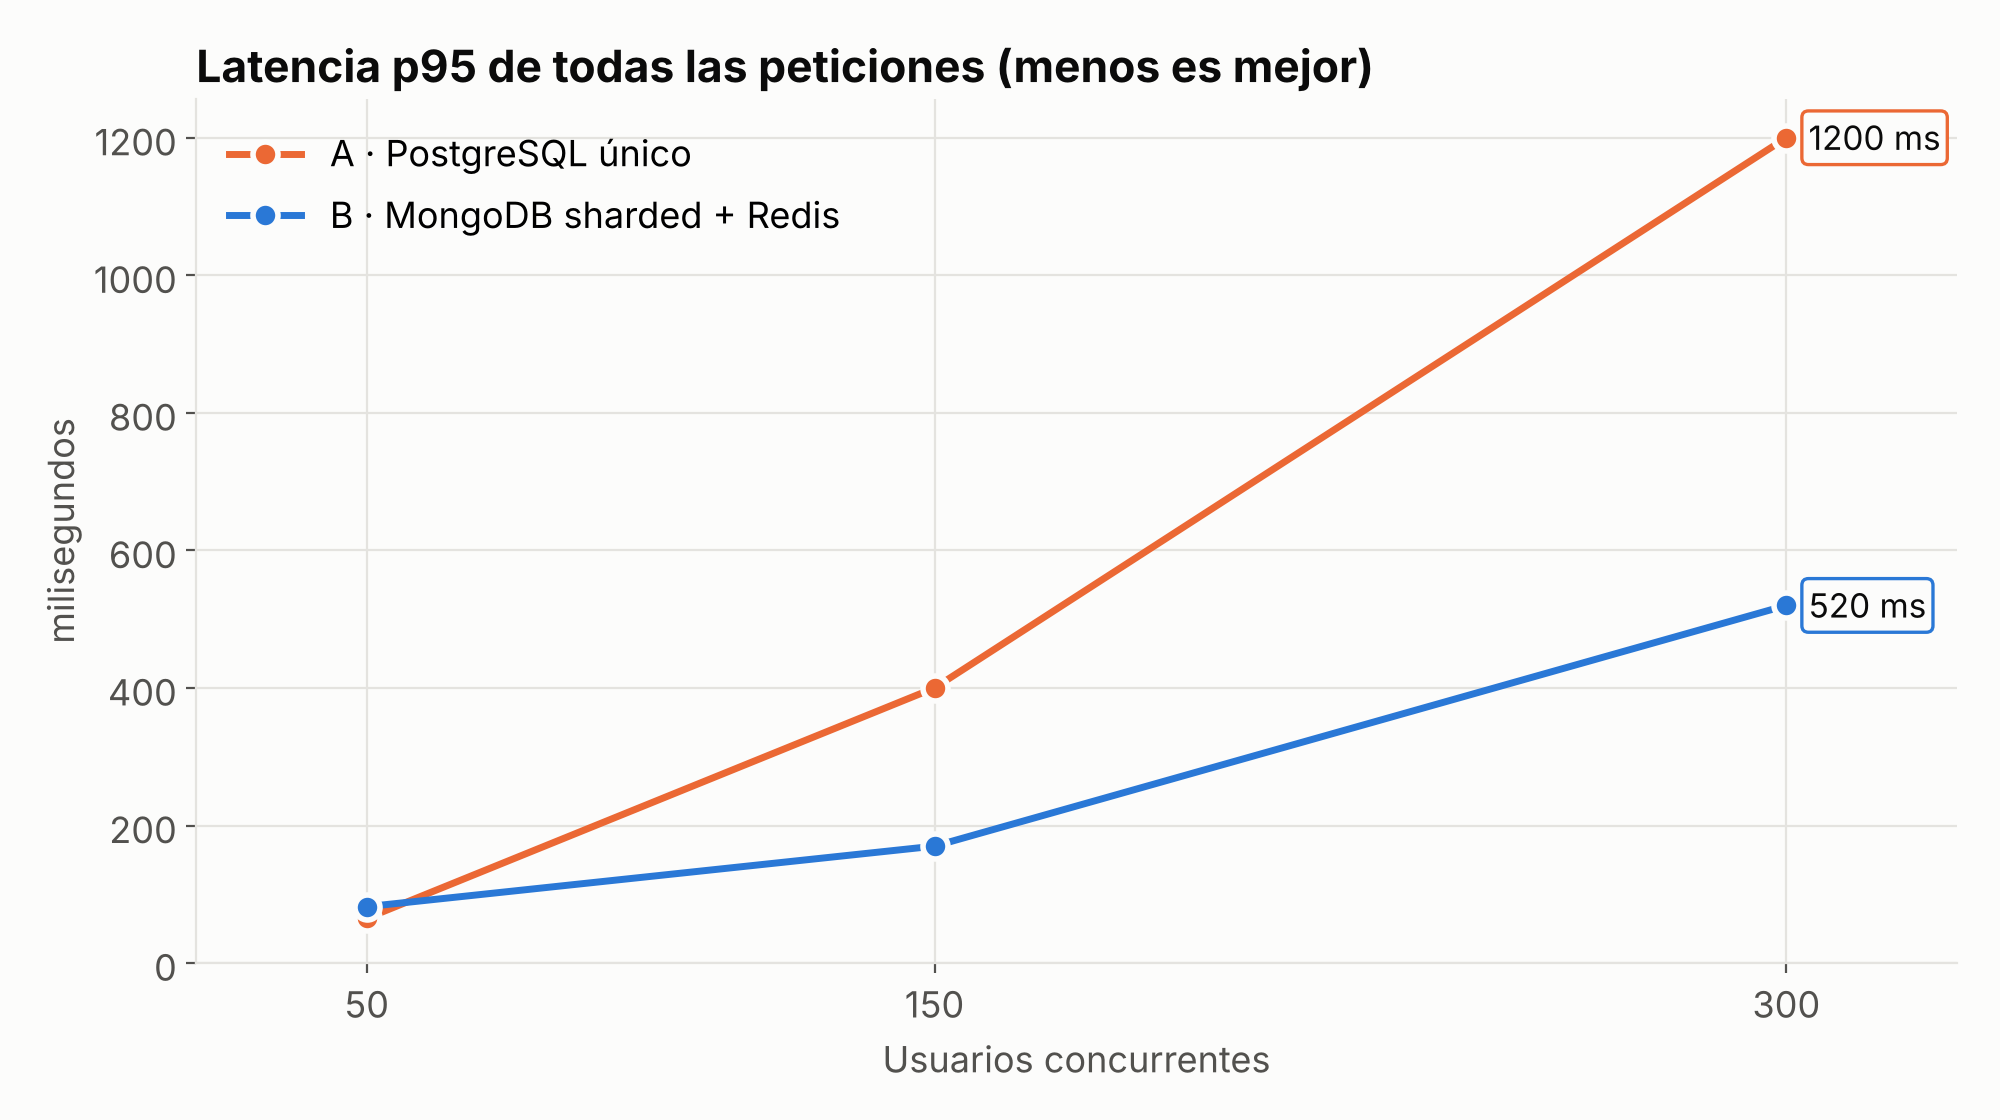 Latencia p95 de todas las peticiones (menos es mejor)
A · PostgreSQL único
B · MongoDB sharded + Redis
1200 ms
520 ms
milisegundos
1200
1000
800
600
400
200
0
50
150
300
Usuarios concurrentes